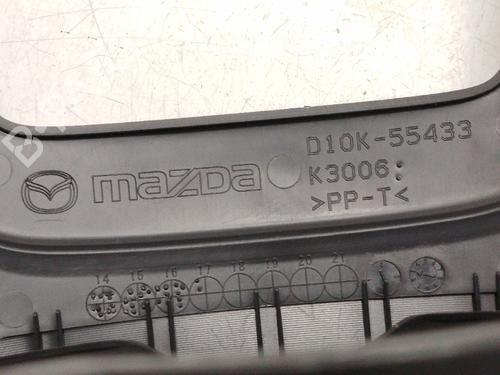 mazda
D10K-55433
K3006:
>PP-T<
14 15 16 17 18 19 20 21